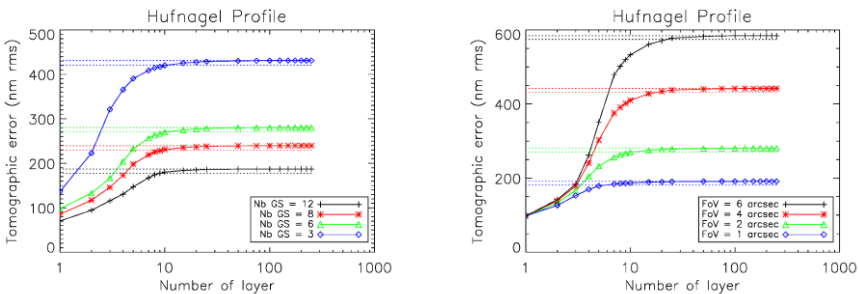 Hufnagel Profile
Tomographic error (nm rms)
500
400
300
200
100
0
Nb GS = 12
Nb GS = 8
Nb GS = 6
Nb GS = 3
1
10
100
1000
Number of layer
Hufnagel Profile
Tomographic error (nm rms)
600
400
200
0
FoV = 6 arcsec
FoV = 4 arcsec
FoV = 2 arcsec
FoV = 1 arcsec
1
10
100
1000
Number of layer